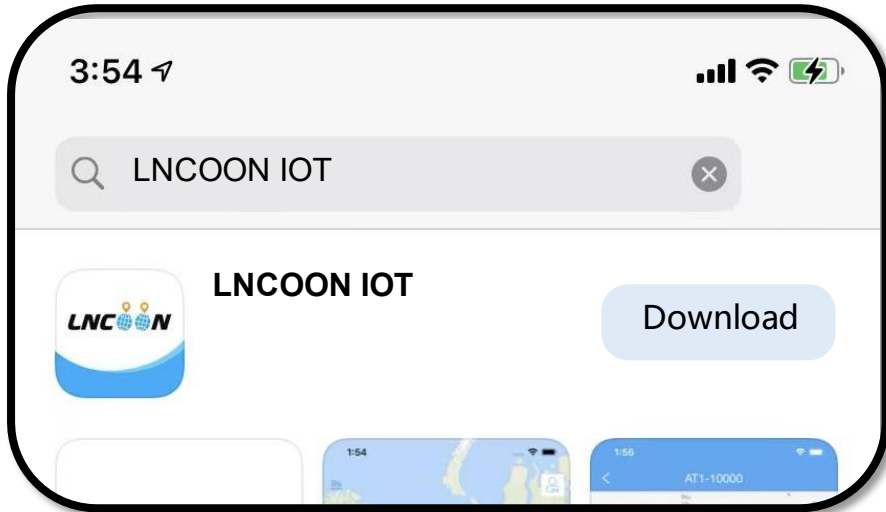 3:54
LNCOON IOT
LNCOON IOT
LNCOON
Download
1:54
1:56
AT1-10000